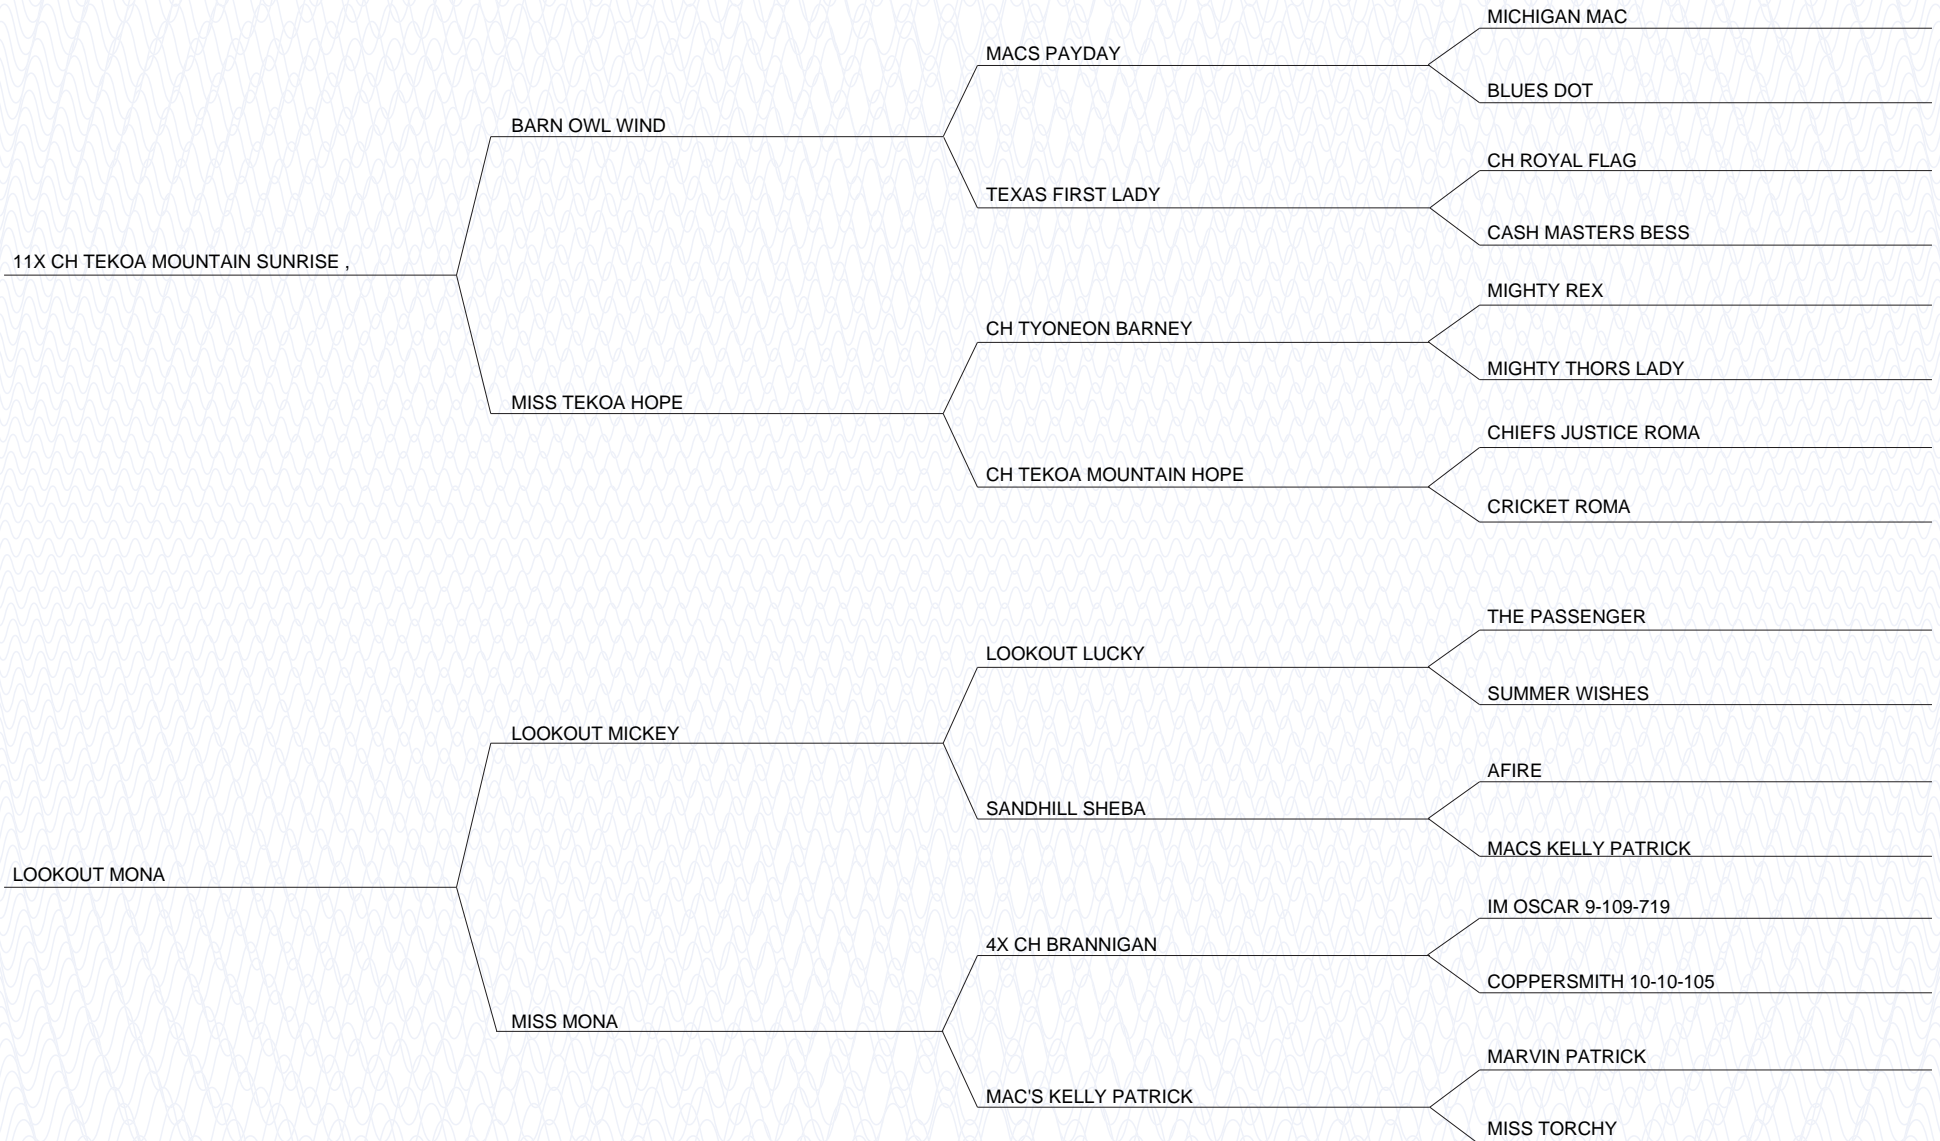 MICHIGAN MAC
MACS PAYDAY
BLUES DOT
BARN OWL WIND
CH ROYAL FLAG
TEXAS FIRST LADY
CASH MASTERS BESS
11X CH TEKOA MOUNTAIN SUNRISE ,
MIGHTY REX
CH TYONEON BARNEY
MIGHTY THORS LADY
MISS TEKOA HOPE
CHIEFS JUSTICE ROMA
CH TEKOA MOUNTAIN HOPE
CRICKET ROMA
THE PASSENGER
LOOKOUT LUCKY
SUMMER WISHES
LOOKOUT MICKEY
AFIRE
SANDHILL SHEBA
MACS KELLY PATRICK
LOOKOUT MONA
IM OSCAR 9-109-719
4X CH BRANNIGAN
COPPERSMITH 10-10-105
MISS MONA
MARVIN PATRICK
MAC'S KELLY PATRICK
MISS TORCHY